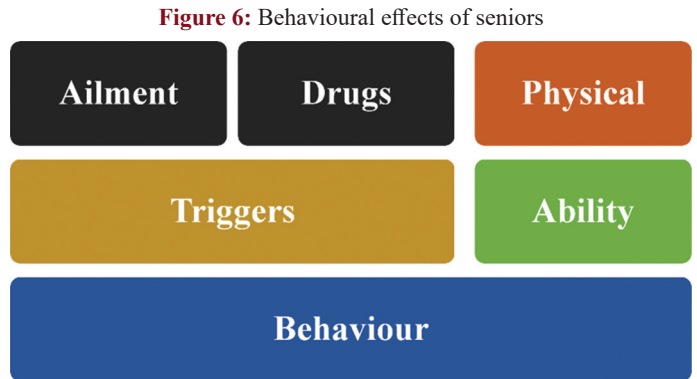 Figure 6: Behavioural effects of seniors
Ailment Drugs Physical
Triggers Ability
Behaviour